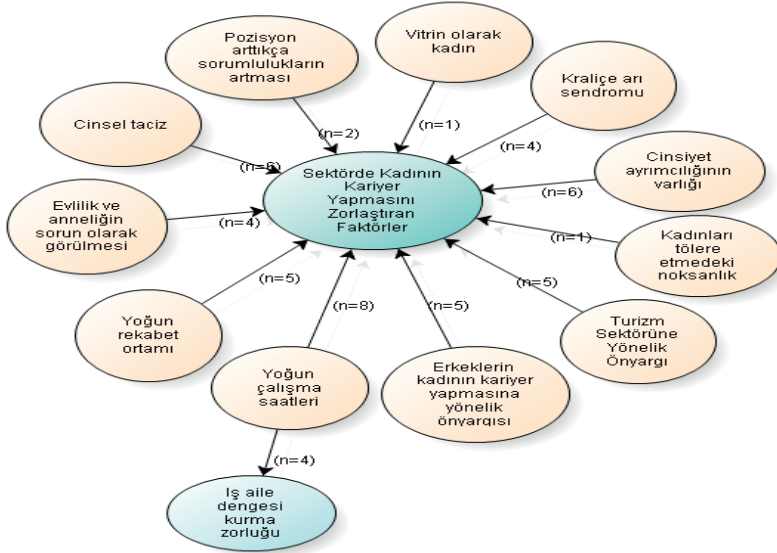 Pozisyon
arttıkça
sorumlulukların
artması
Vitrin olarak
kadın
Kraliçe arı
sendromu
Cinsel taciz
(n=2)
(n=1)
(n=4)
(n=6)
Sektörde Kadının
Kariyer
Yapmasını
Zorlaştıran
Faktörler
Cinsiyet
ayrımcılığının
varlığı
(n=6)
Evlilik ve
anneliğin
sorun olarak
görülmesi
(n=4)
(n=1)
Kadınları
tölere
etmedeki
noksanlık
(n=5)
(n=8)
(n=5)
(n=5)
Yoğun
rekabet
ortamı
Turizm
Sektörüne
Yönelik
Önyargı
Yoğun
çalışma
saatleri
Erkeklerin
kadının kariyer
yapmasına
yönelik
önyargısı
(n=4)
Iş aile
dengesi
kurma
zorluğu